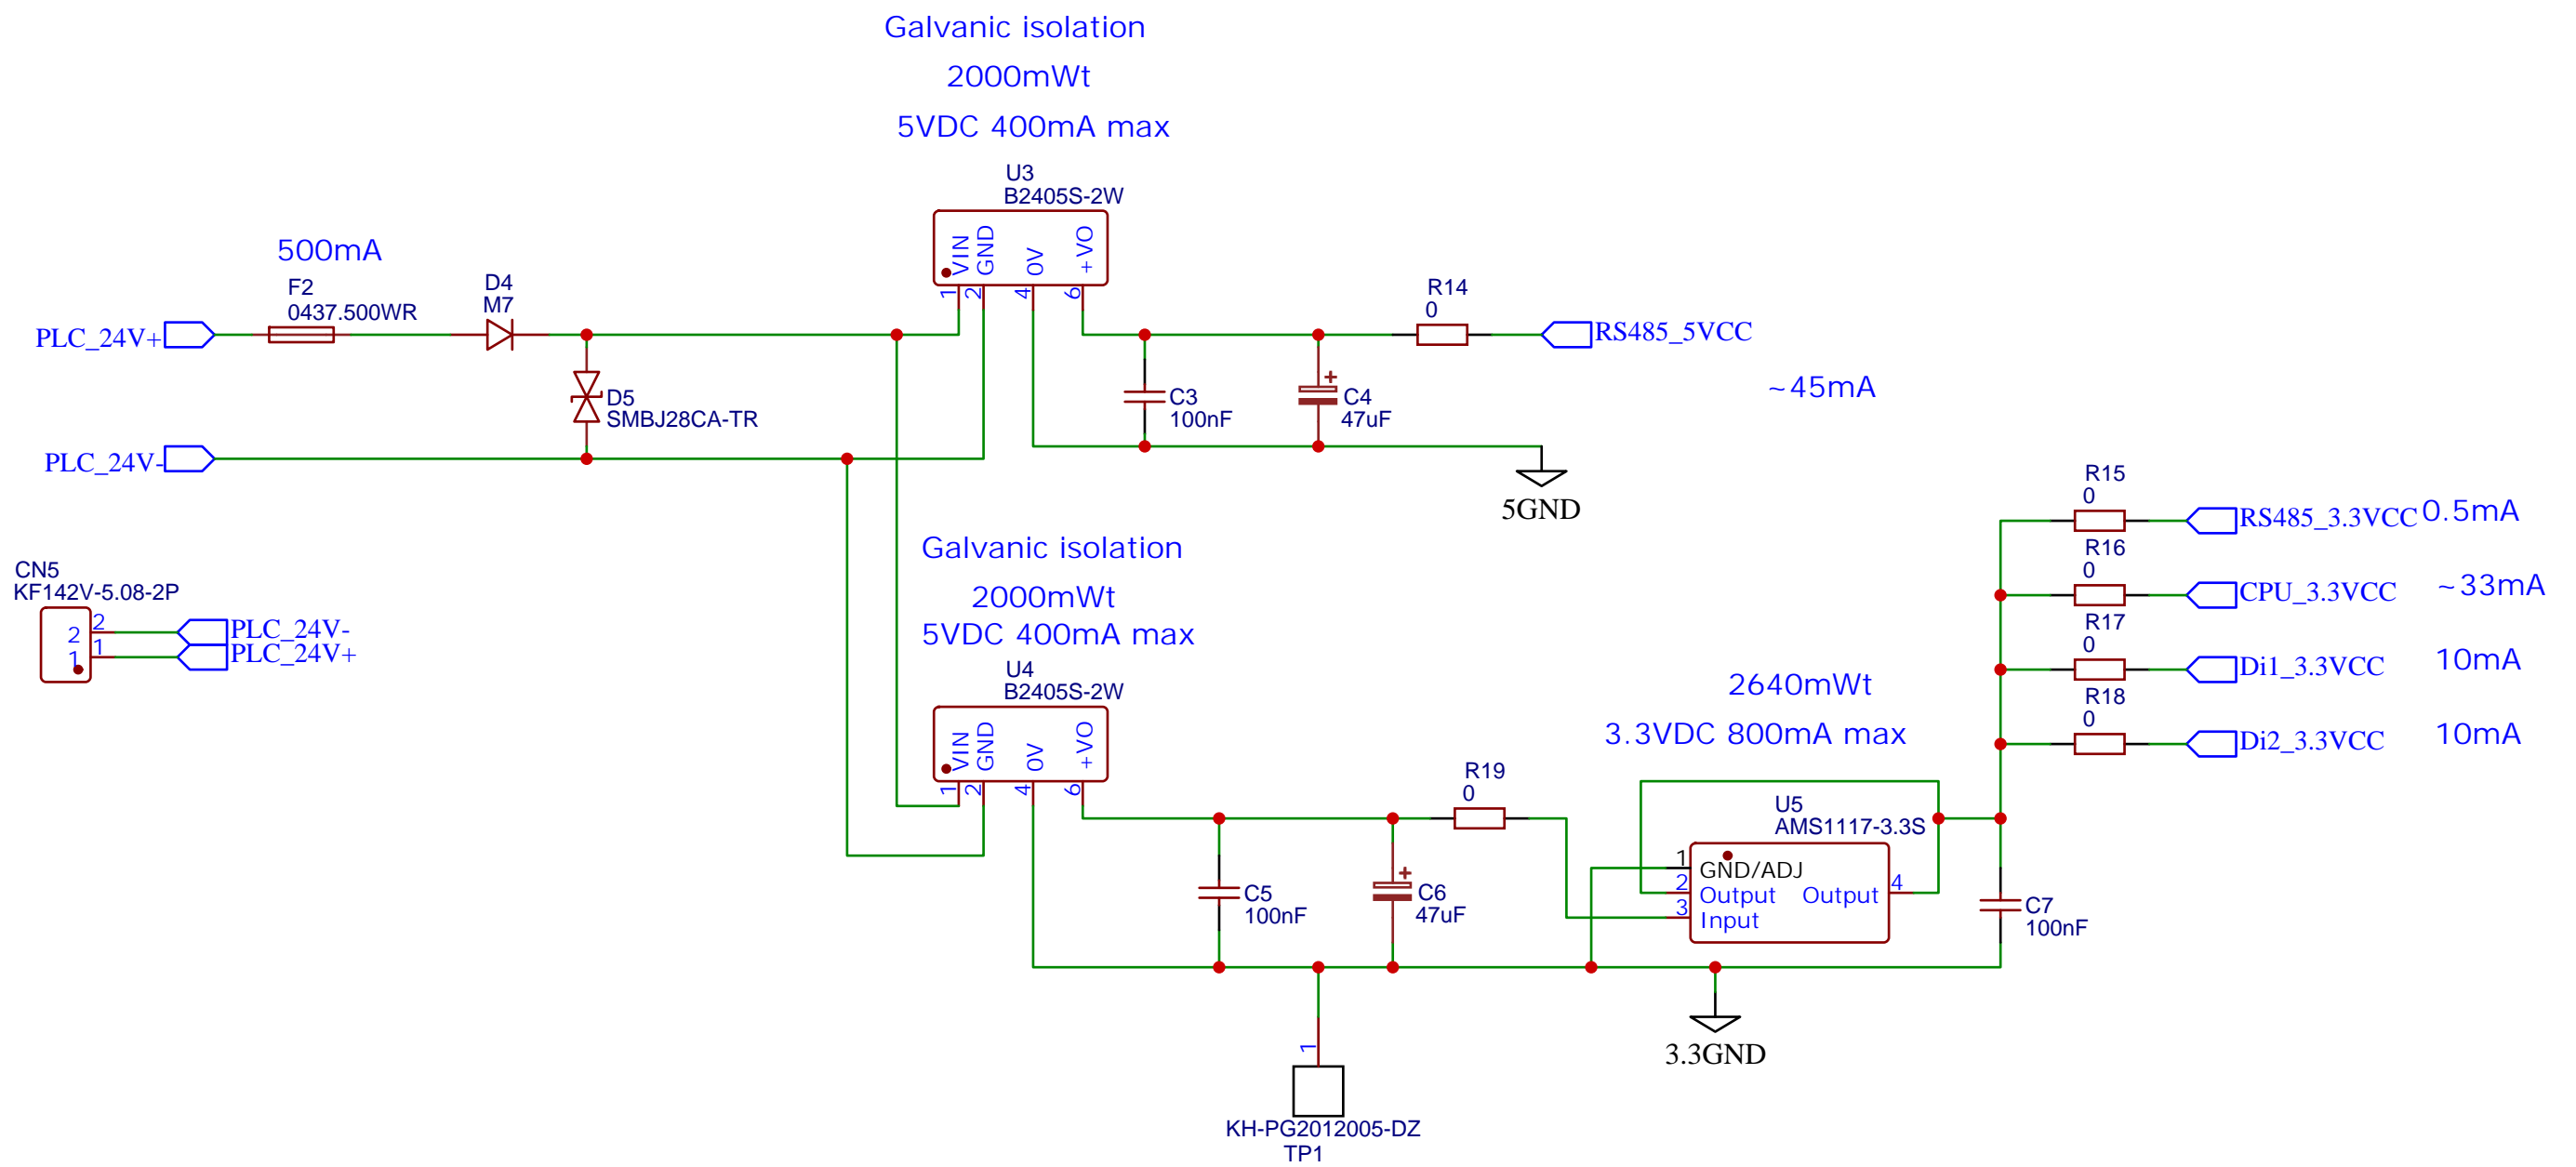 Galvanic isolation
2000mWt
5VDC 400mA max
U3
B2405S-2W
VIN
GND
0V
+VO
1
2
4
6
500mA
F2
0437.500WR
D4
M7
PLC_24V+
D5
SMBJ28CA-TR
PLC_24V-
C3
100nF
+
C4
47uF
R14
0
RS485_5VCC
~45mA
5GND
CN5
KF142V-5.08-2P
2
2
PLC_24V-
1
1
PLC_24V+
Galvanic isolation
2000mWt
5VDC 400mA max
U4
B2405S-2W
VIN
GND
0V
+VO
1
2
4
6
C5
100nF
+
C6
47uF
R19
0
2640mWt
3.3VDC 800mA max
U5
AMS1117-3.3S
1
GND/ADJ
2
Output
Output
4
3
Input
C7
100nF
R15
0
RS485_3.3VCC
0.5mA
R16
0
CPU_3.3VCC
~33mA
R17
0
Di1_3.3VCC
10mA
R18
0
Di2_3.3VCC
10mA
3.3GND
1
KH-PG2012005-DZ
TP1